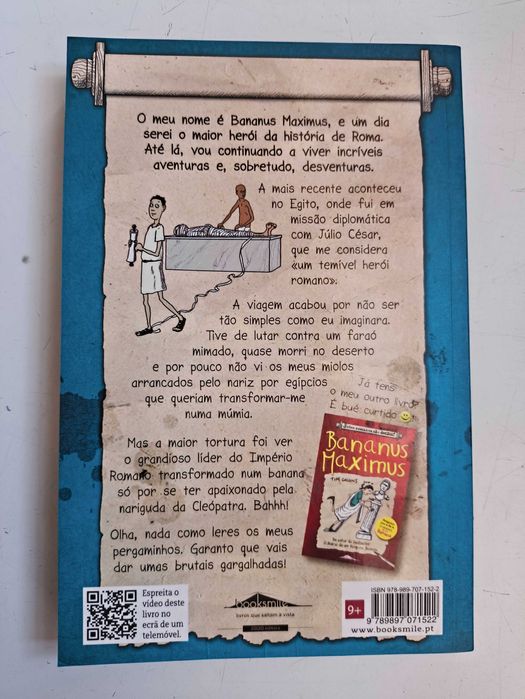 O meu nome é Bananus Maximus, e um dia
serei o maior herói da história de Roma.
Até lá, vou continuando a viver incríveis
aventuras e, sobretudo, desventuras.
A mais recente aconteceu
no Egito, onde fui em
missão diplomática
com Júlio César,
que me considera
«um temível herói
romano».
A viagem acabou por não ser
tão simples como eu imaginara.
Tive de lutar contra um faraó
mimado, quase morri no deserto
e por pouco não vi os meus miolos
arrancados pelo nariz por egípcios
que queriam transformar-me
numa múmia.
Já tens
o meu outro livro?
É bué curtido
Mas a maior tortura foi ver
o grandioso líder do Império
Romano transformado num banana
só por se ter apaixonado pela
nariguda da Cleópatra. Bahhh!
Olha, nada como leres os meus
pergaminhos. Garanto que vais
dar umas brutais gargalhadas!
Bananus
Maximus
TIM COLLINS
Espreita o
vídeo deste
livro no
ecrã de um
telemóvel.
booksmile
livros que saltam à vista
9+
ISBN 978-989-707-152-2
9 789897 071522
www.booksmile.pt